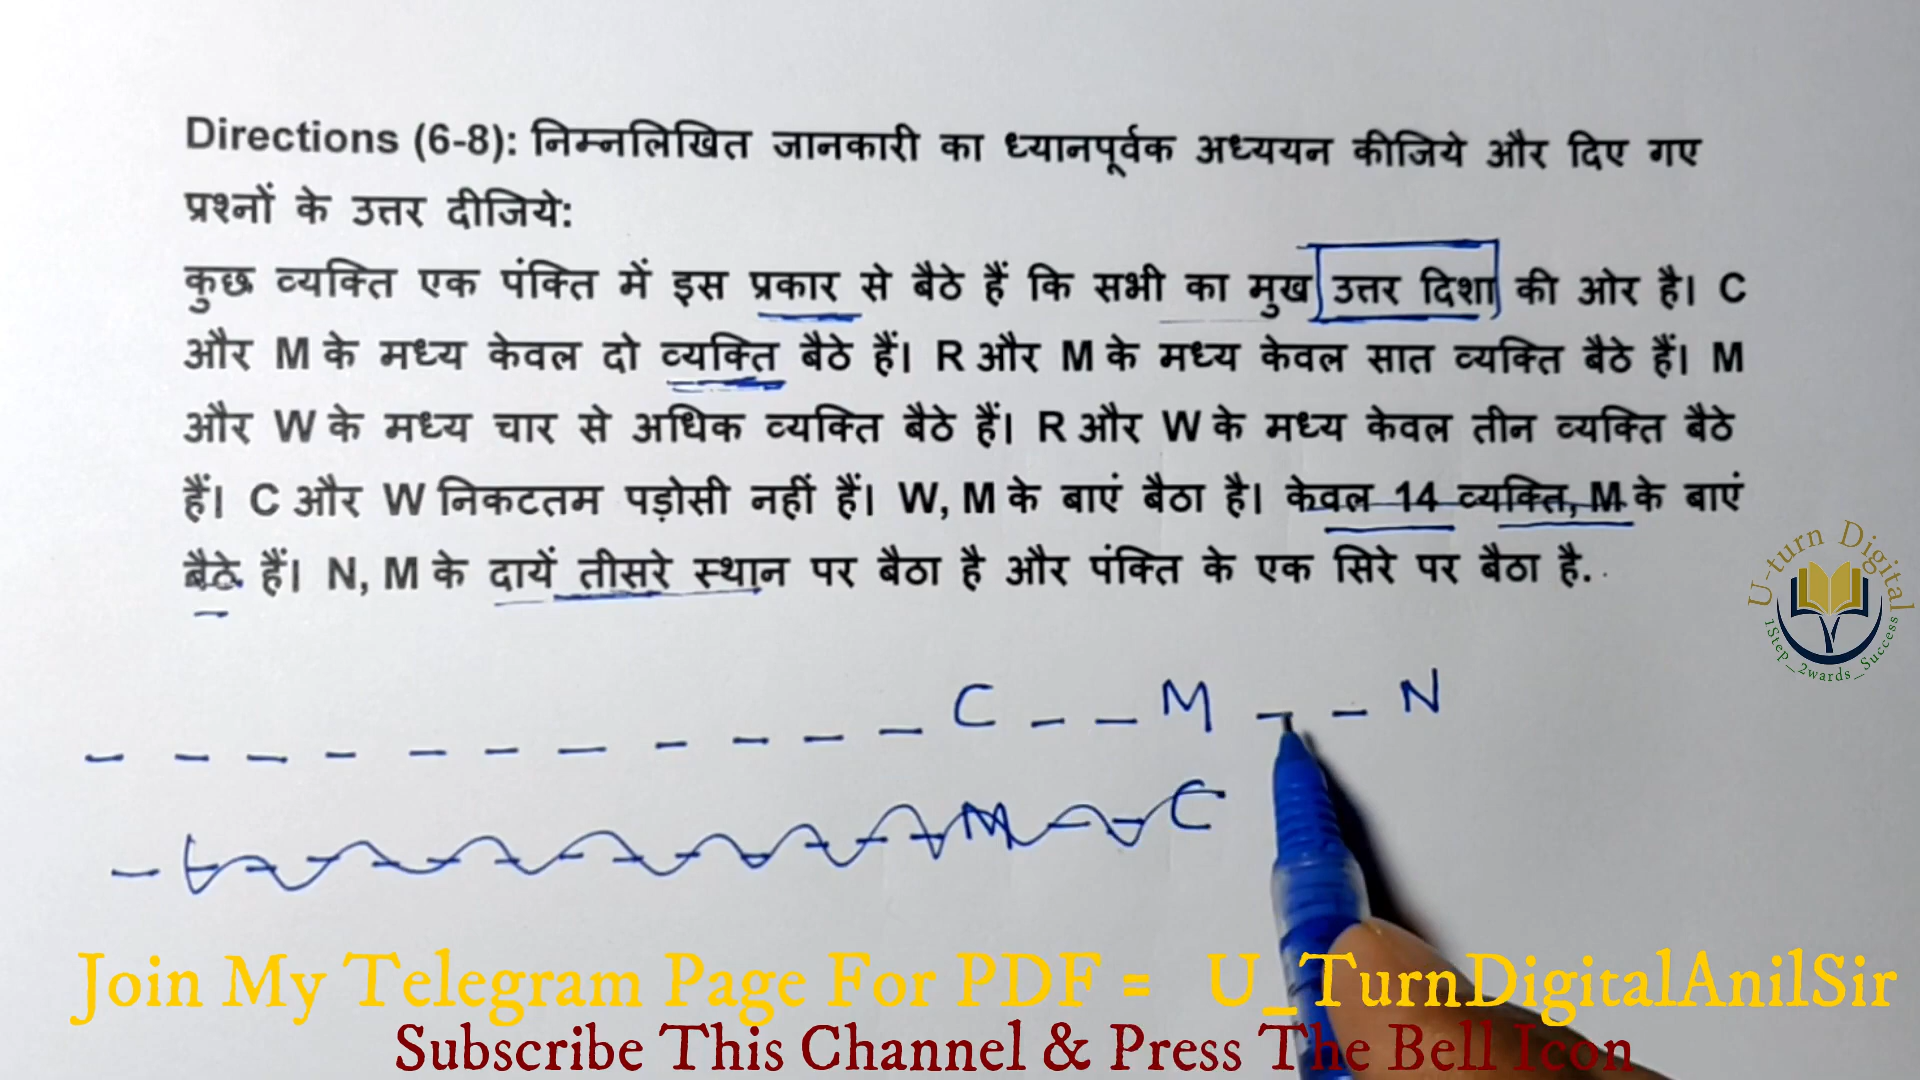 Directions (6-8): निम्नलिखित जानकारी का ध्यानपूर्वक अध्ययन कीजिये और दिए गए
प्रश्नों के उत्तर दीजिये:
कुछ व्यक्ति एक पंक्ति में इस प्रकार से बैठे हैं कि सभी का मुख उत्तर दिशा की ओर है। C
और M के मध्य केवल दो व्यक्ति बैठे हैं। R और M के मध्य केवल सात व्यक्ति बैठे हैं। M
और W के मध्य चार से अधिक व्यक्ति बैठे हैं। R और W के मध्य केवल तीन व्यक्ति बैठे
हैं। C और W निकटतम पड़ोसी नहीं हैं। W, M के बाएं बैठा है। केवल 14 व्यक्ति, M के बाएं
बैठे हैं। N, M के दायें तीसरे स्थान पर बैठा है और पंक्ति के एक सिरे पर बैठा है.
U-turn Digital
1Step_2wards_Success
C _ _ M _ _ N
M _ _ C
Join My Telegram Page For PDF = U_TurnDigitalAnilSir
Subscribe This Channel & Press The Bell Icon